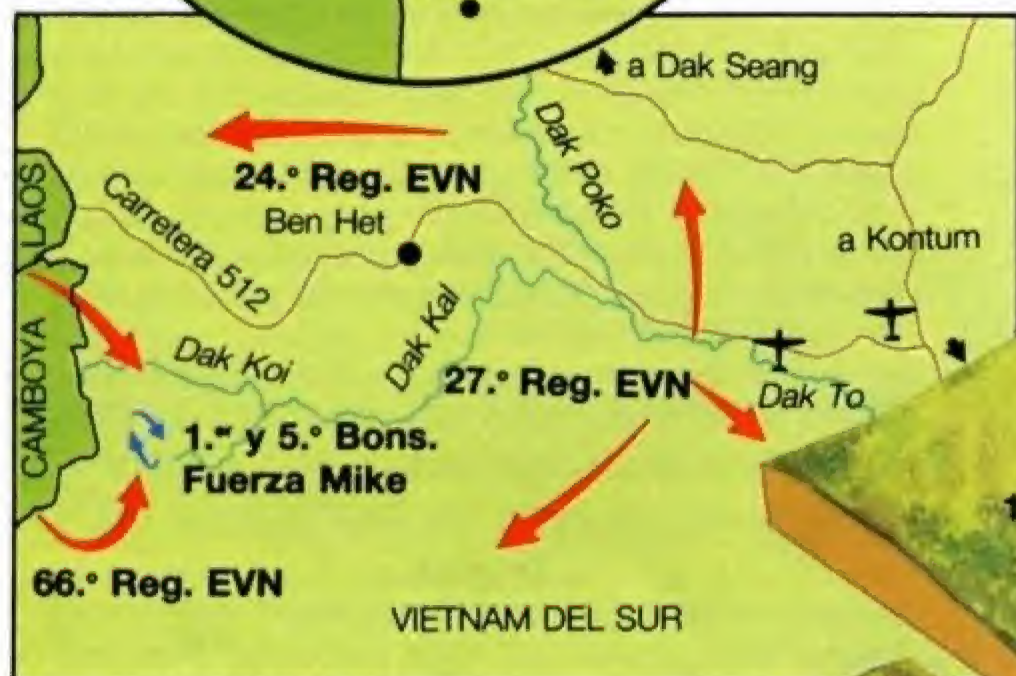 a Dak Seang
Dak Poko
24.° Reg. EVN
LAOS
Carretera 512
Ben Het
a Kontum
CAMBOYA
Dak Koi
Dak Kal
27.° Reg. EVN
Dak To
1.er y 5.° Bons.
Fuerza Mike
66.° Reg. EVN
VIETNAM DEL SUR